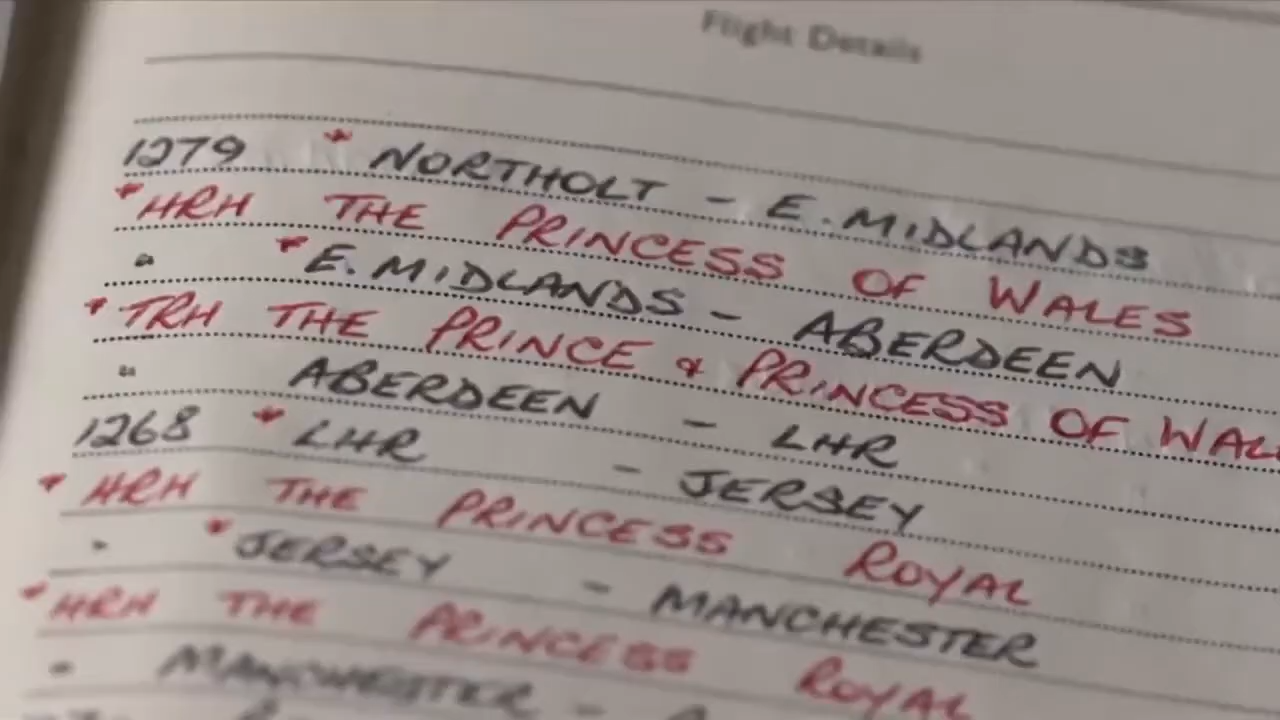 Flight Details
1279 * NORTHOLT - E. MIDLANDS
* HRH THE PRINCESS OF WALES
" * E. MIDLANDS - ABERDEEN
* TRH THE PRINCE & PRINCESS OF WAL
" ABERDEEN - LHR
1268 * LHR - JERSEY
* HRH THE PRINCESS ROYAL
" * JERSEY - MANCHESTER
* HRH THE PRINCESS ROYAL
" MANCHESTER -